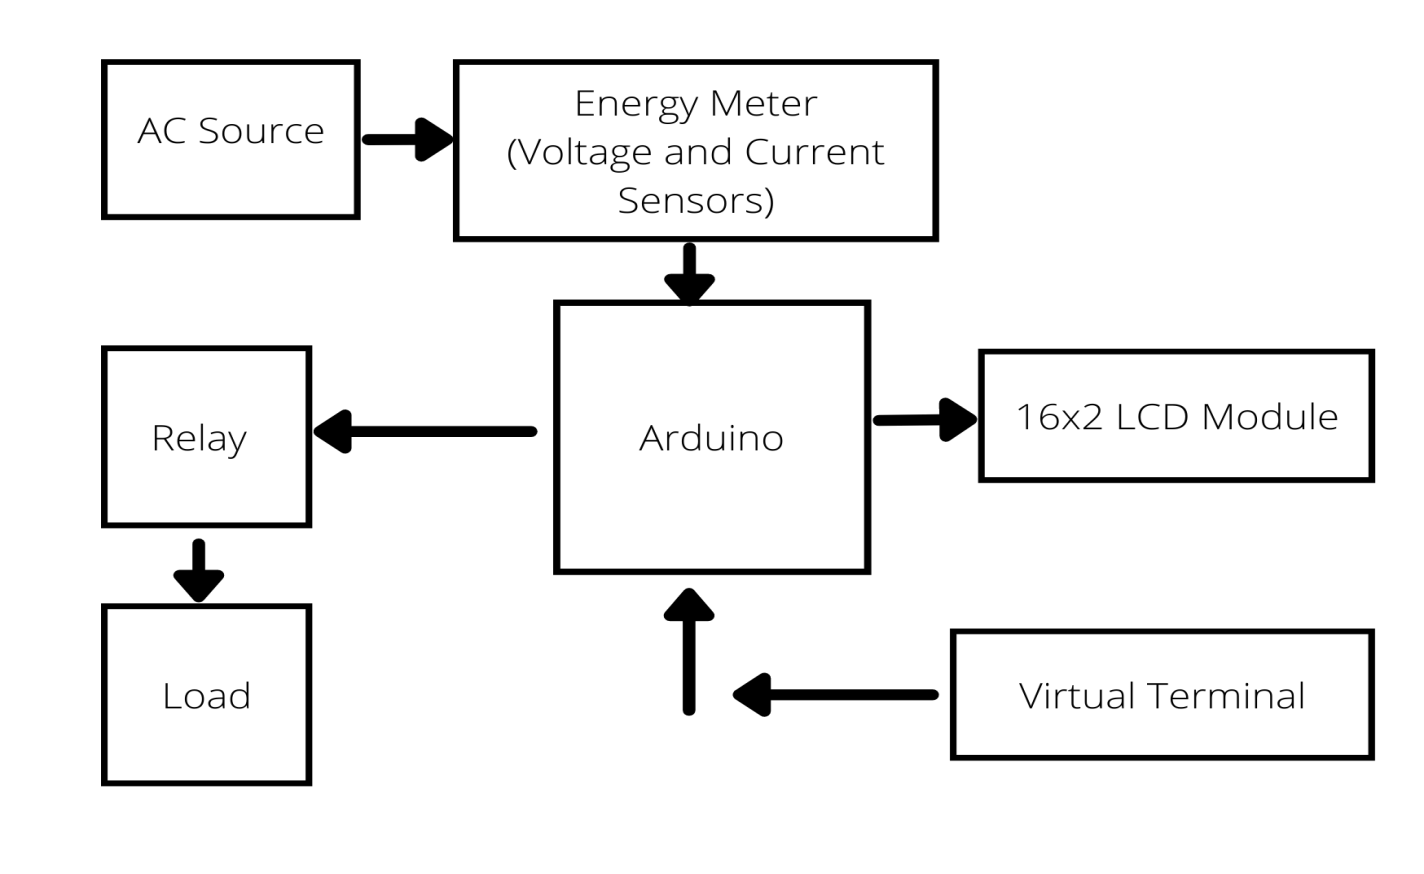 AC Source
Energy Meter
(Voltage and Current
Sensors)
Relay
Arduino
16x2 LCD Module
Load
Virtual Terminal